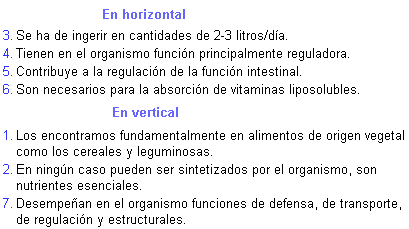 En horizontal
3. Se ha de ingerir en cantidades de 2-3 litros/día.
4. Tienen en el organismo función principalmente reguladora.
5. Contribuye a la regulación de la función intestinal.
6. Son necesarios para la absorción de vitaminas liposolubles.
En vertical
1. Los encontramos fundamentalmente en alimentos de origen vegetal
como los cereales y leguminosas.
2. En ningún caso pueden ser sintetizados por el organismo, son
nutrientes esenciales.
7. Desempeñan en el organismo funciones de defensa, de transporte,
de regulación y estructurales.